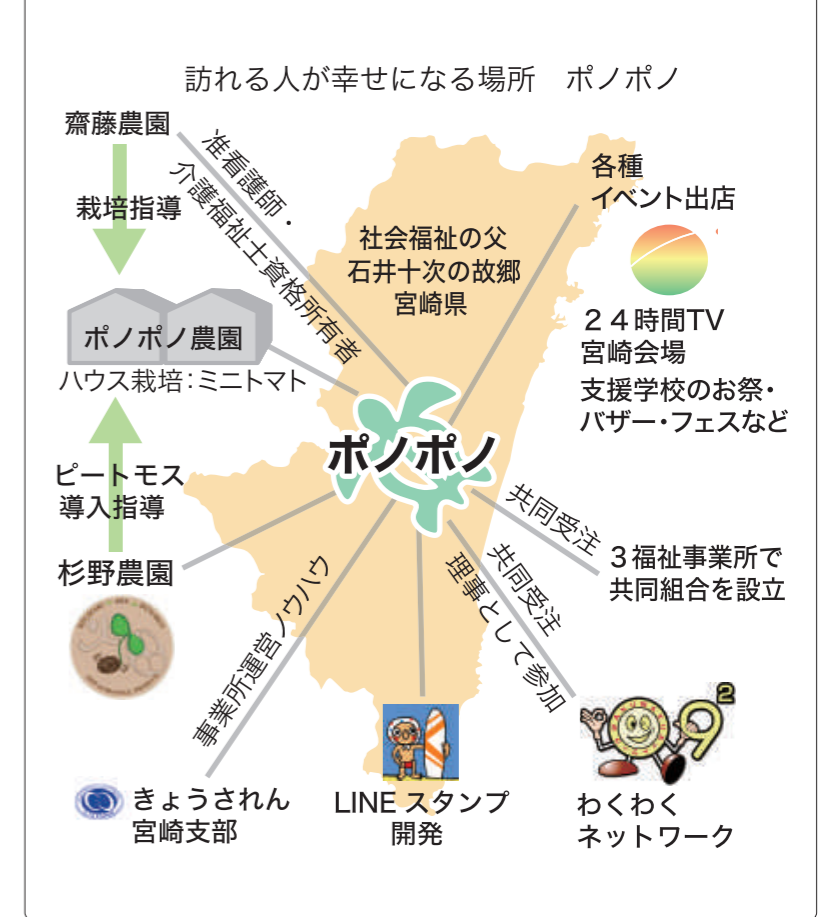 訪れる人が幸せになる場所　ポノポノ
齋藤農園
准看護師・
介護福祉士資格所有者
栽培指導
社会福祉の父
石井十次の故郷
宮崎県
各種
イベント出店
２４時間TV
宮崎会場
支援学校のお祭・
バザー・フェスなど
ポノポノ農園
ハウス栽培：ミニトマト
ポノポノ
ピートモス
導入指導
杉野農園
共同受注
３福祉事業所で
共同組合を設立
共同受注
理事として参加
事業所運営ノウハウ
きょうされん
宮崎支部
LINE スタンプ
開発
9²
わくわく
ネットワーク